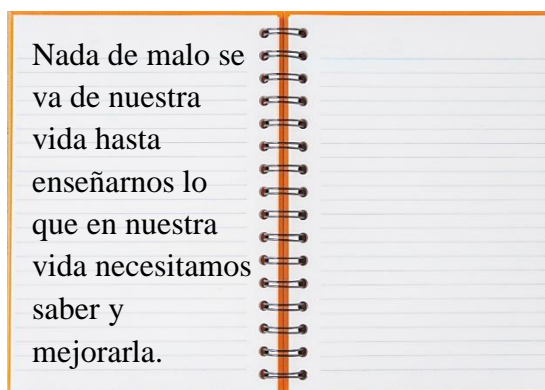 Nada de malo se
va de nuestra
vida hasta
enseñarnos lo
que en nuestra
vida necesitamos
saber y
mejorarla.